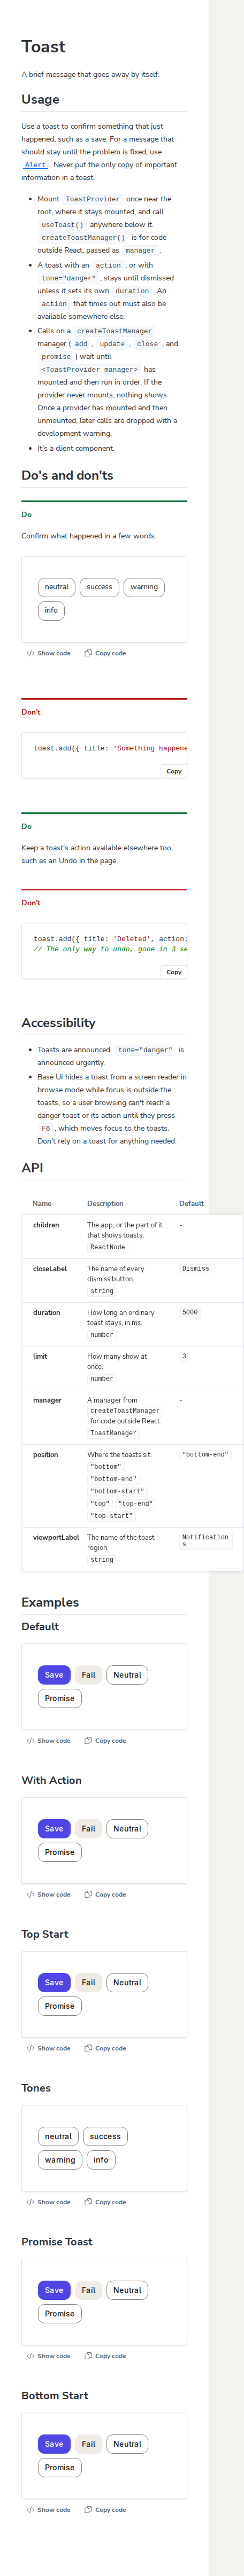 Toast
A brief message that goes away by itself.
Usage
Use a toast to confirm something that just
happened, such as a save. For a message that
should stay until the problem is fixed, use
Alert. Never put the only copy of important
information in a toast.
Mount ToastProvider once near the
root, where it stays mounted, and call
useToast() anywhere below it.
createToastManager() is for code
outside React, passed as manager.
A toast with an action, or with
tone="danger", stays until dismissed
unless it sets its own duration. An
action that times out must also be
available somewhere else.
Calls on a createToastManager
manager (add, update, close, and
promise) wait until
<ToastProvider manager> has
mounted and then run in order. If the
provider never mounts, nothing shows.
Once a provider has mounted and then
unmounted, later calls are dropped with a
development warning.
It's a client component.
Do's and don'ts
Do
Confirm what happened in a few words.
neutral success warning
info
Show code Copy code
Don't
toast.add({ title: 'Something happene
Copy
Do
Keep a toast's action available elsewhere too,
such as an Undo in the page.
Don't
toast.add({ title: 'Deleted', action:
// The only way to undo, gone in 3 se
Copy
Accessibility
Toasts are announced. tone="danger" is
announced urgently.
Base UI hides a toast from a screen reader in
browse mode while focus is outside the
toasts, so a user browsing can't reach a
danger toast or its action until they press
F6, which moves focus to the toasts.
Don't rely on a toast for anything needed.
API
Name Description Default
children The app, or the part of it -
that shows toasts.
ReactNode
closeLabel The name of every Dismiss
dismiss button.
string
duration How long an ordinary 5000
toast stays, in ms.
number
limit How many show at 3
once.
number
manager A manager from -
createToastManager
, for code outside React.
ToastManager
position Where the toasts sit. "bottom-end"
"bottom"
"bottom-end"
"bottom-start"
"top" "top-end"
"top-start"
viewportLabel The name of the toast Notification
region. s
string
Examples
Default
Save Fail Neutral
Promise
Show code Copy code
With Action
Save Fail Neutral
Promise
Show code Copy code
Top Start
Save Fail Neutral
Promise
Show code Copy code
Tones
neutral success
warning info
Show code Copy code
Promise Toast
Save Fail Neutral
Promise
Show code Copy code
Bottom Start
Save Fail Neutral
Promise
Show code Copy code